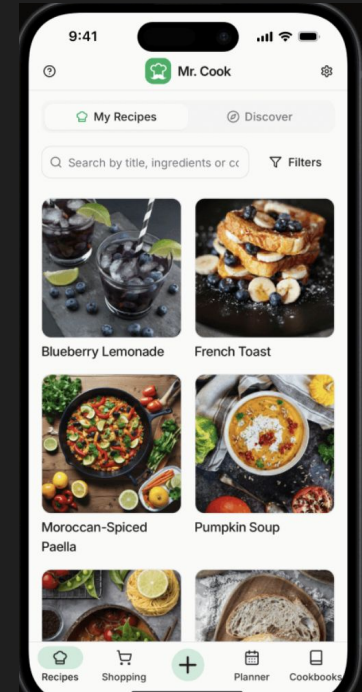 9:41
Mr. Cook
My Recipes
Discover
Search by title, ingredients or cc
Filters
Blueberry Lemonade
French Toast
Moroccan-Spiced
Paella
Pumpkin Soup
Recipes
Shopping
Planner
Cookbooks